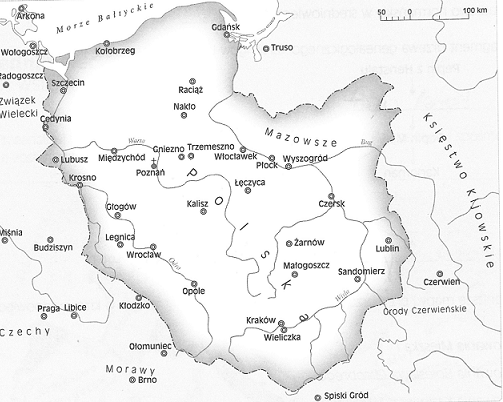 Arkona
Morze Bałtyckie
Gdańsk
50 0 100 km
Wołogoszcz
Kołobrzeg
Truso
Radogoszcz
Szczecin
Raciąż
Związek
Wielecki
Nakło
Cedynia
Mazowsze
Warta
Bug
Księstwo Kijowskie
Lubusz
Międzychód
Gniezno
Trzemeszno
Włocławek
Płock
Wyszogród
Poznań
Krosno
Łęczyca
Polska
Głogów
Kalisz
Czersk
Miśnia
Budziszyn
Legnica
Wrocław
Żarnów
Lublin
Odra
Małogoszcz
Sandomierz
Czerwień
Opole
Kłodzko
Wisła
Praga
Libice
Grody Czerwieńskie
Kraków
Czechy
Wieliczka
Ołomuniec
Morawy
Brno
Spiski Gród